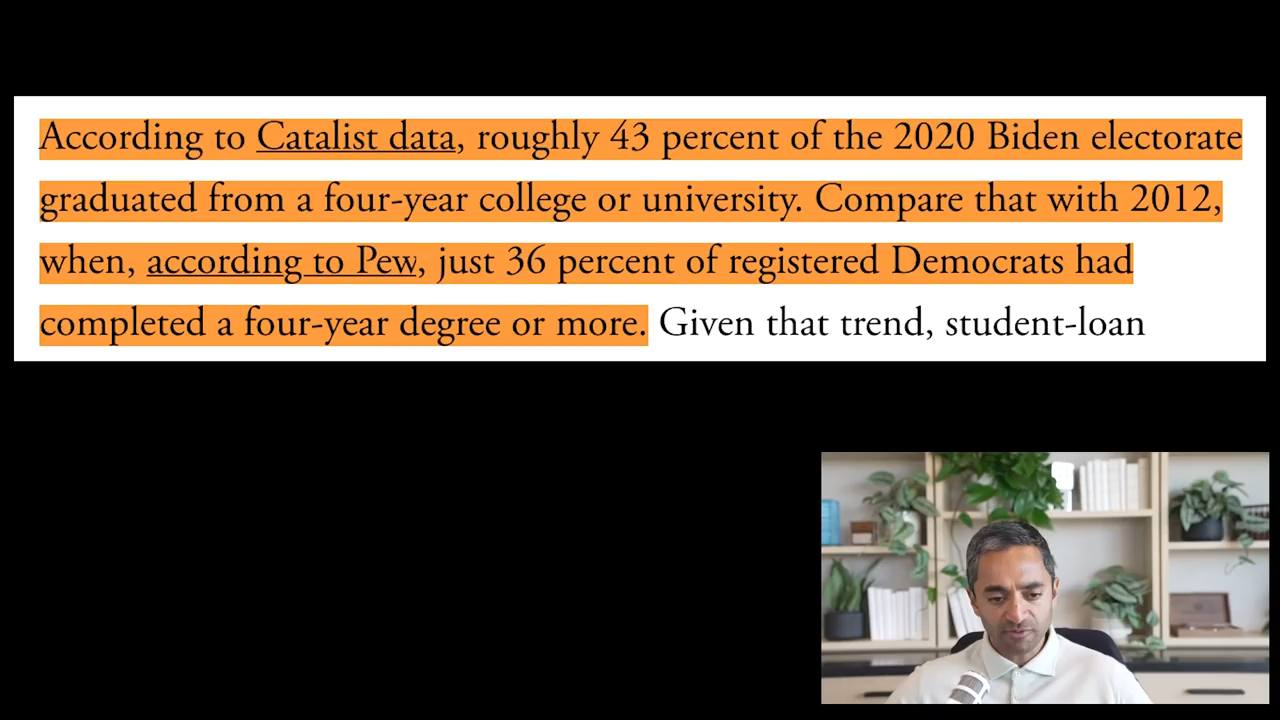 According to Catalist data, roughly 43 percent of the 2020 Biden electorate
graduated from a four-year college or university. Compare that with 2012,
when, according to Pew, just 36 percent of registered Democrats had
completed a four-year degree or more. Given that trend, student-loan